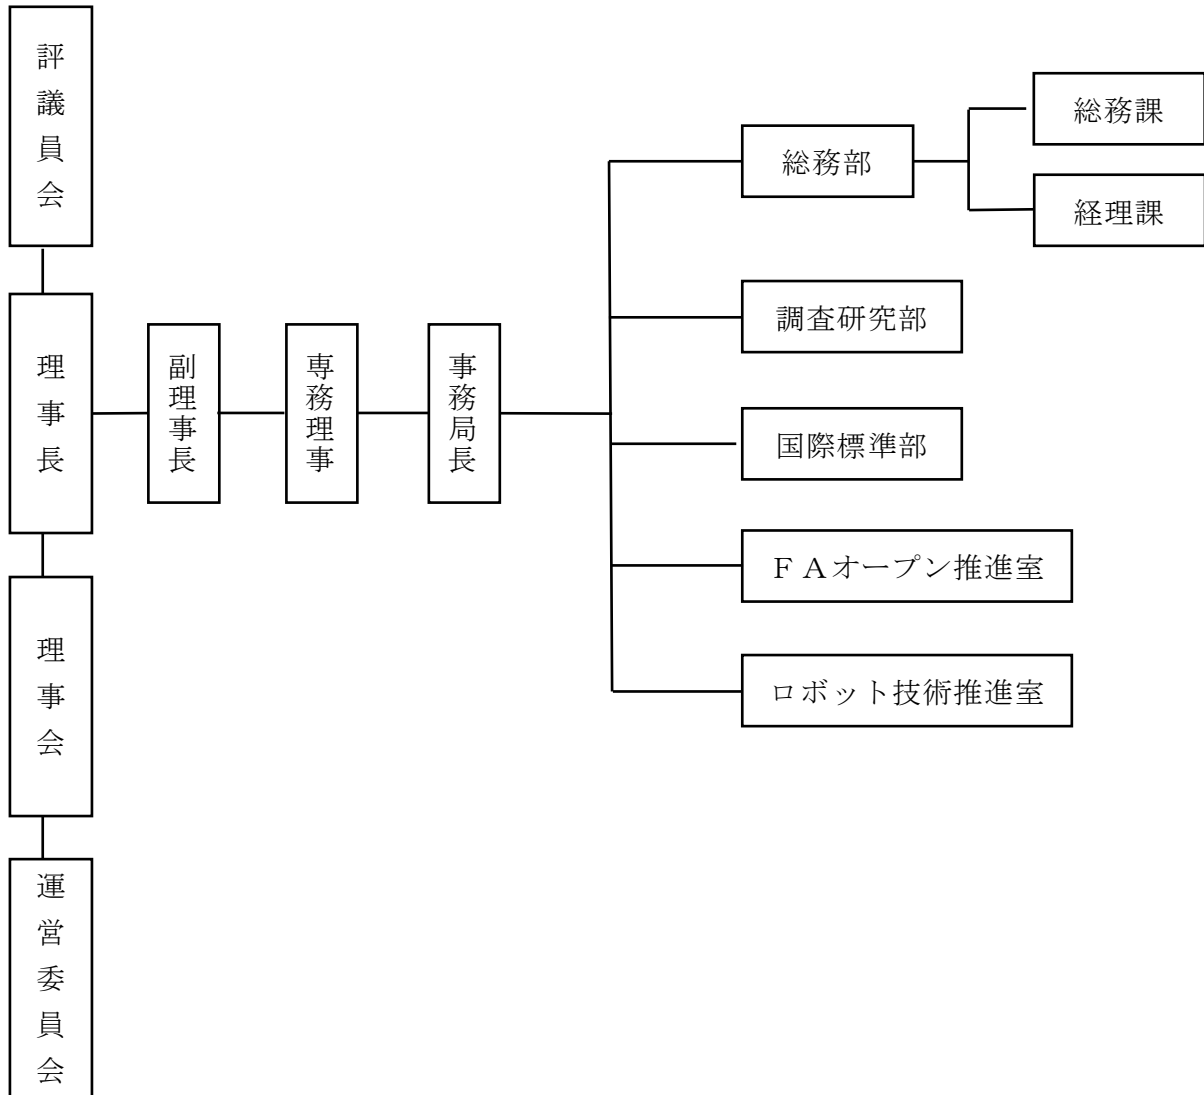 評議員会
理事長
理事会
運営委員会
副理事長
専務理事
事務局長
総務部
総務課
経理課
調査研究部
国際標準部
ＦＡオープン推進室
ロボット技術推進室